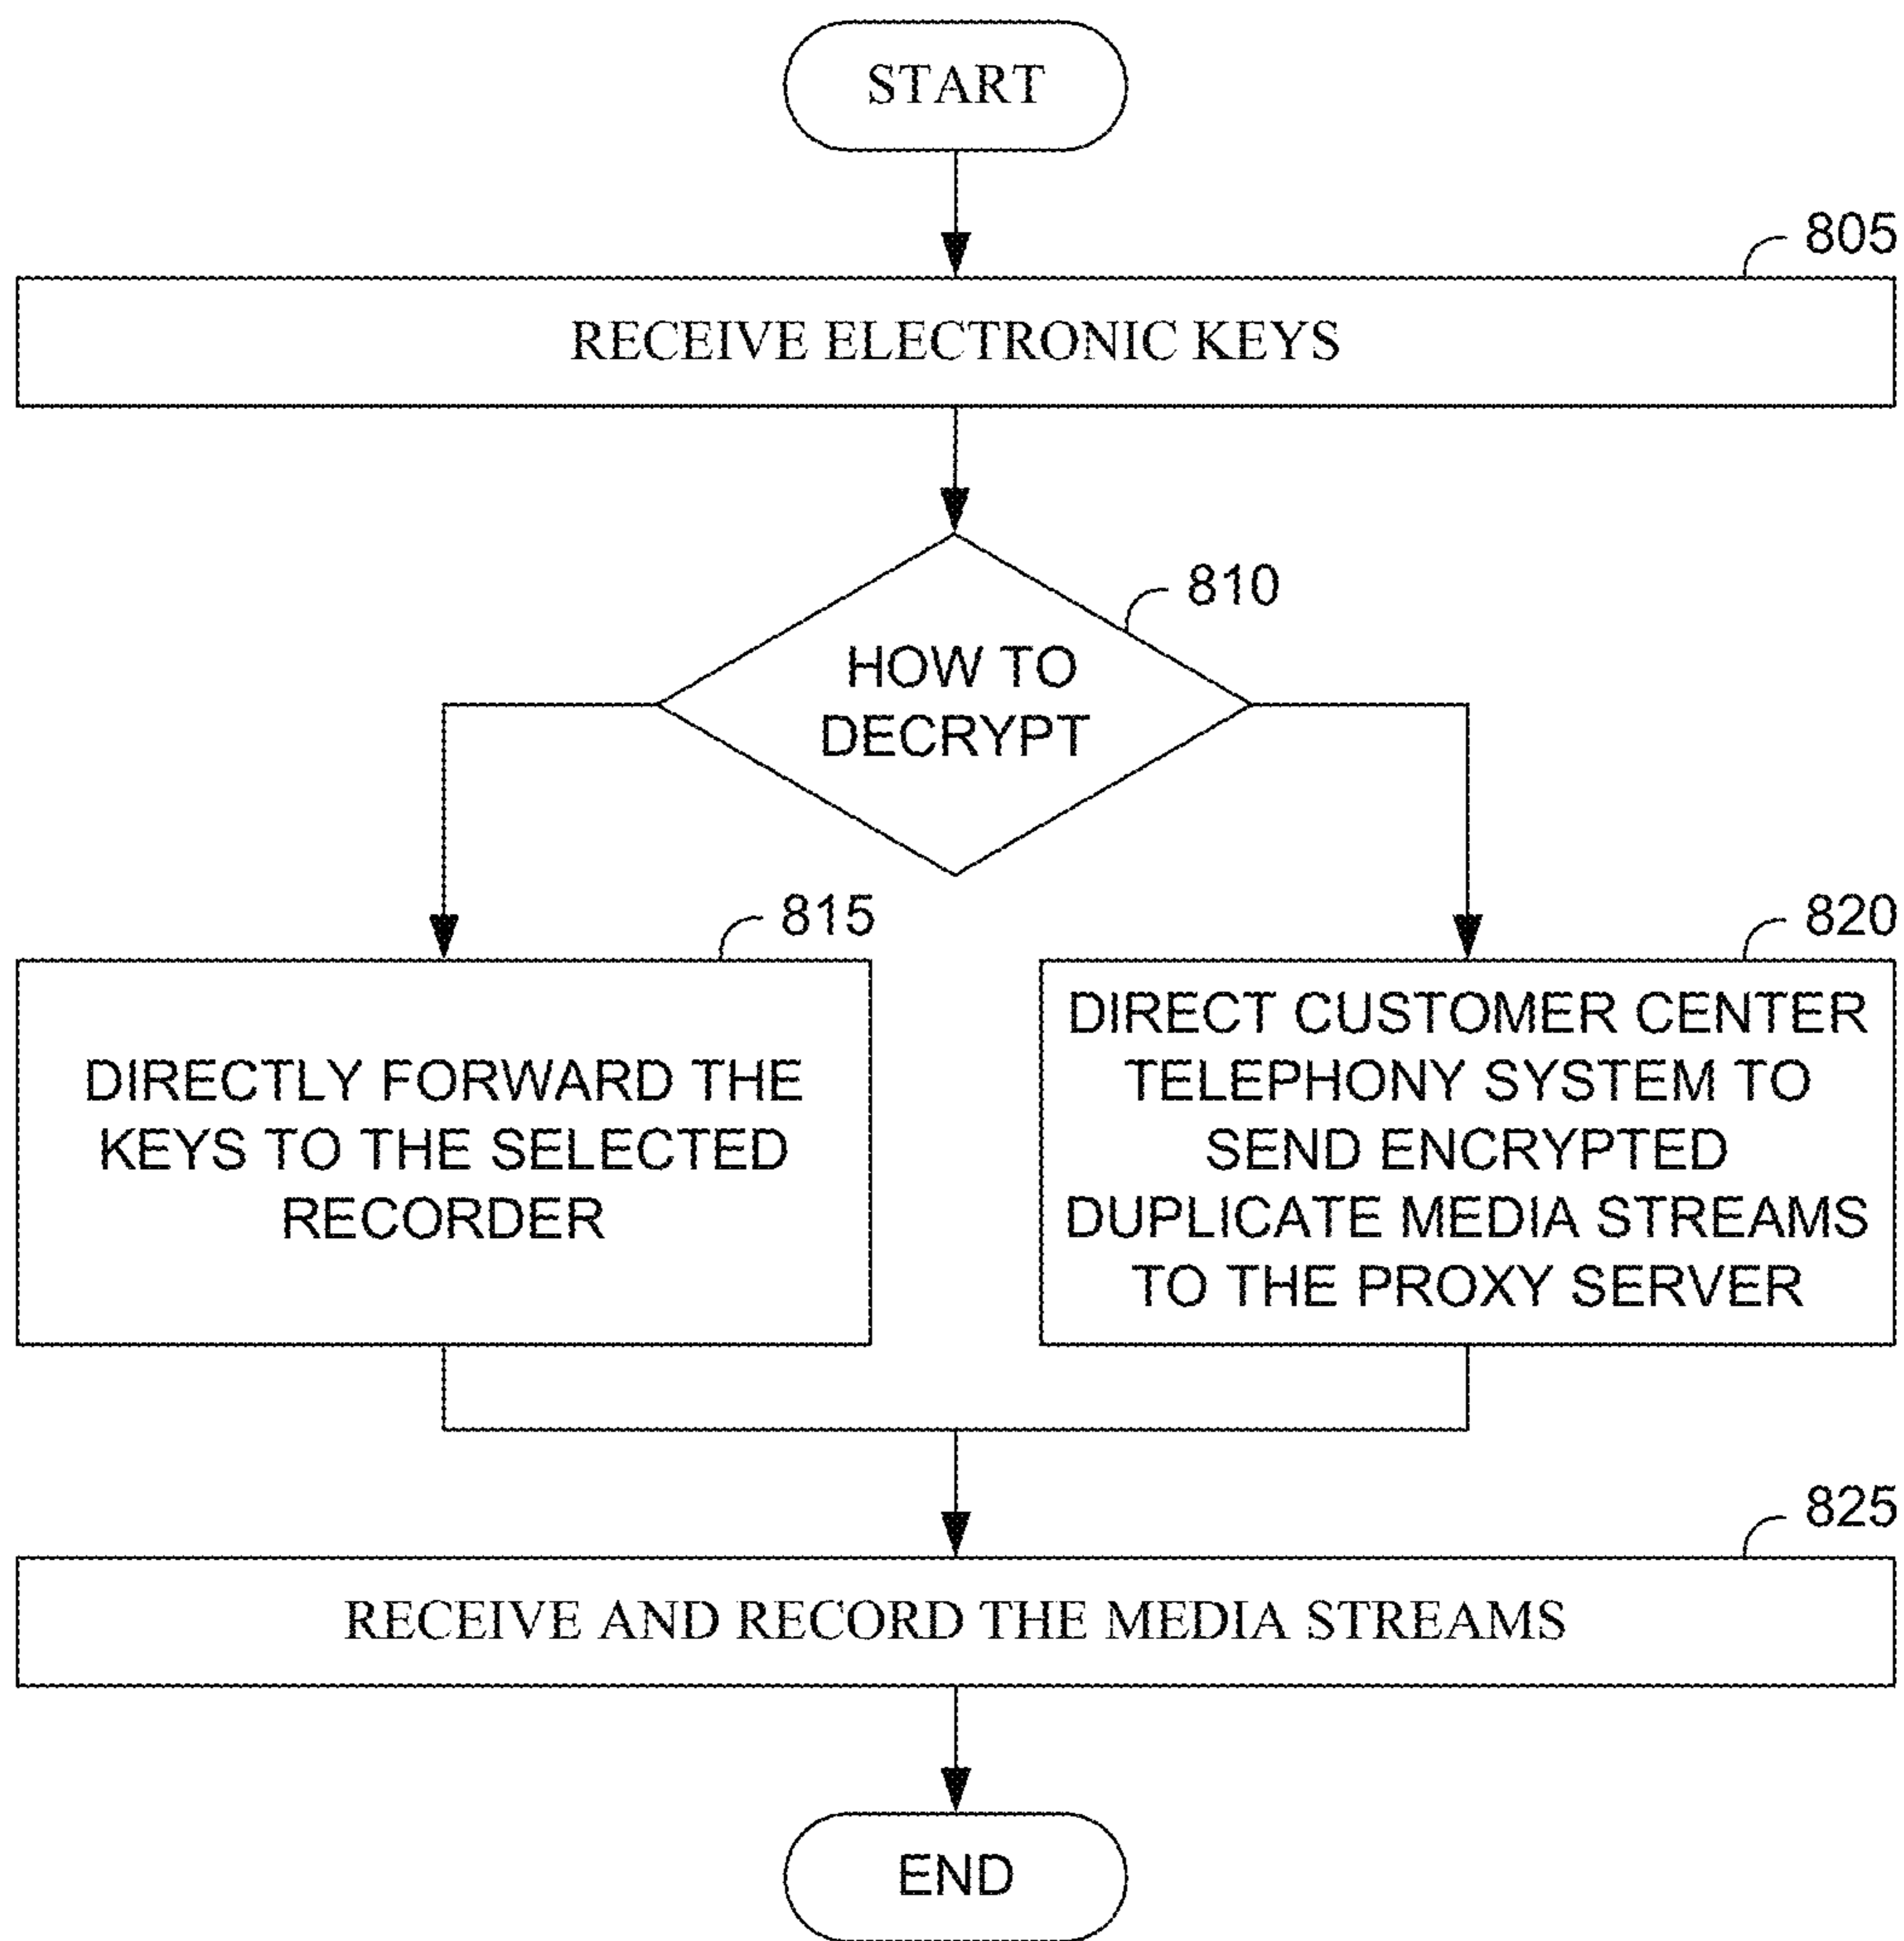 START
805
RECEIVE ELECTRONIC KEYS
810
HOW TO
DECRYPT
815
DIRECTLY FORWARD THE
KEYS TO THE SELECTED
RECORDER
820
DIRECT CUSTOMER CENTER
TELEPHONY SYSTEM TO
SEND ENCRYPTED
DUPLICATE MEDIA STREAMS
TO THE PROXY SERVER
825
RECEIVE AND RECORD THE MEDIA STREAMS
END